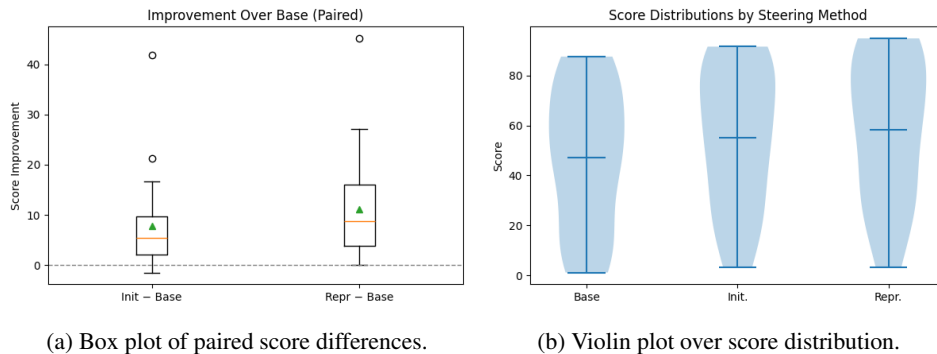 Improvement Over Base (Paired)
Score Improvement
40
30
20
10
0
Init − Base
Repr − Base
(a) Box plot of paired score differences.
Score Distributions by Steering Method
Score
80
60
40
20
0
Base
Init.
Repr.
(b) Violin plot over score distribution.